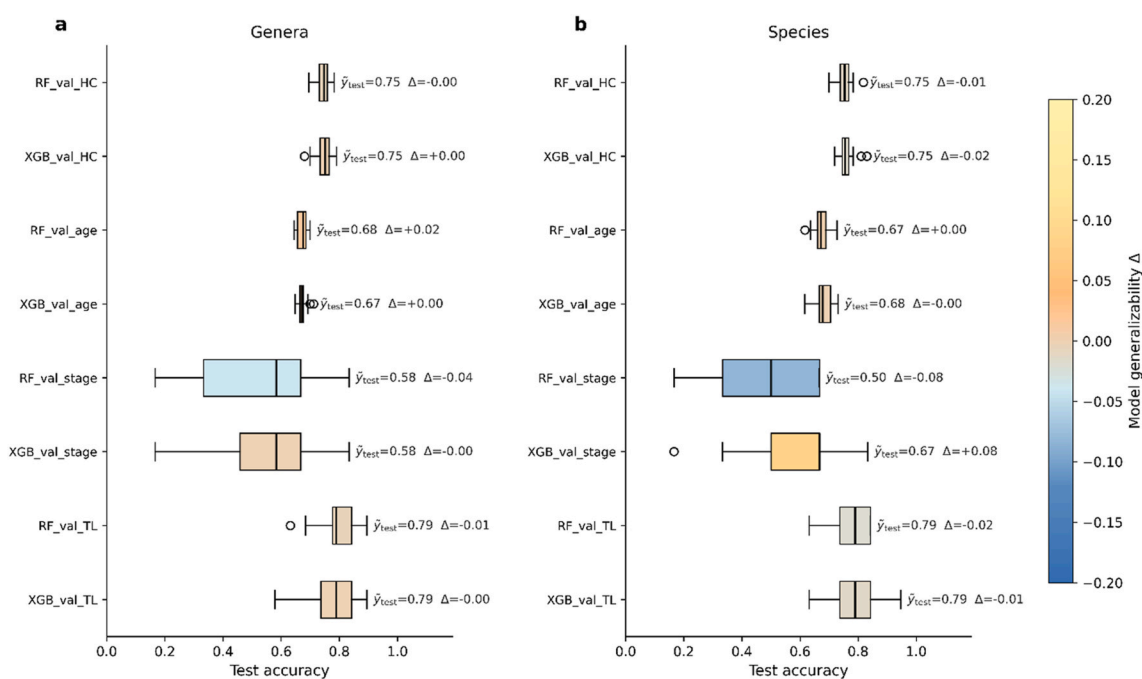 a
Genera
RF_val_HC
ỹtest=0.75 Δ=-0.00
XGB_val_HC
ỹtest=0.75 Δ=+0.00
RF_val_age
ỹtest=0.68 Δ=+0.02
XGB_val_age
ỹtest=0.67 Δ=+0.00
RF_val_stage
ỹtest=0.58 Δ=-0.04
XGB_val_stage
ỹtest=0.58 Δ=-0.00
RF_val_TL
ỹtest=0.79 Δ=-0.01
XGB_val_TL
ỹtest=0.79 Δ=-0.00
0.0 0.2 0.4 0.6 0.8 1.0
Test accuracy
b
Species
RF_val_HC
ỹtest=0.75 Δ=-0.01
XGB_val_HC
ỹtest=0.75 Δ=-0.02
RF_val_age
ỹtest=0.67 Δ=+0.00
XGB_val_age
ỹtest=0.68 Δ=-0.00
RF_val_stage
ỹtest=0.50 Δ=-0.08
XGB_val_stage
ỹtest=0.67 Δ=+0.08
RF_val_TL
ỹtest=0.79 Δ=-0.02
XGB_val_TL
ỹtest=0.79 Δ=-0.01
0.0 0.2 0.4 0.6 0.8 1.0
Test accuracy
0.20
0.15
0.10
0.05
0.00
−0.05
−0.10
−0.15
−0.20
Model generalizability Δ